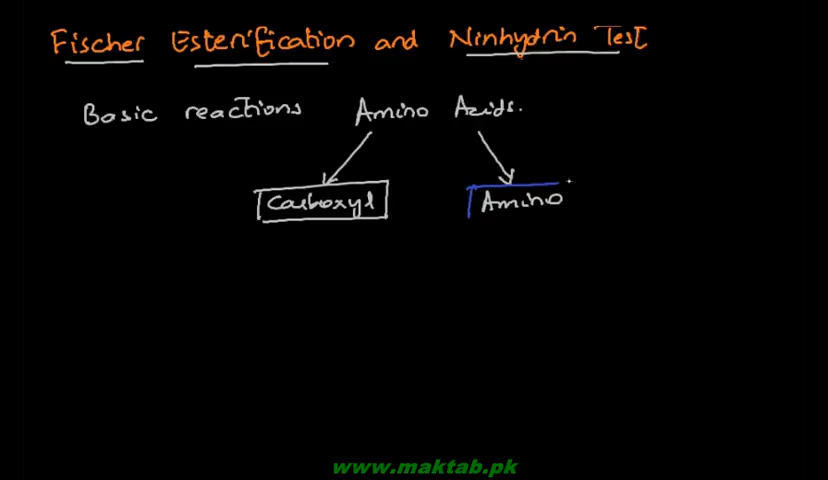 Fischer Esterification and Ninhydrin Test
Basic reactions Amino Acids.
Carboxyl Amino
www.maktab.pk